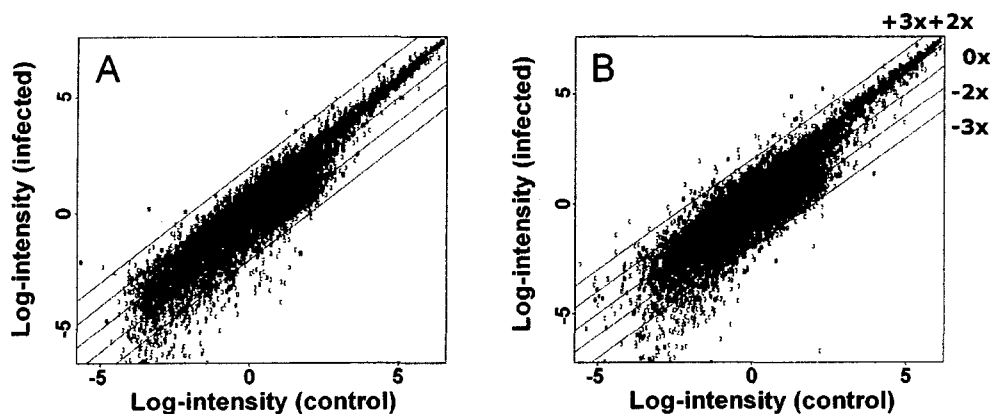 A
Log-intensity (infected)
5
0
-5
-5 0 5
Log-intensity (control)
B
+3x+2x
0x
-2x
-3x
Log-intensity (infected)
5
0
-5
-5 0 5
Log-intensity (control)